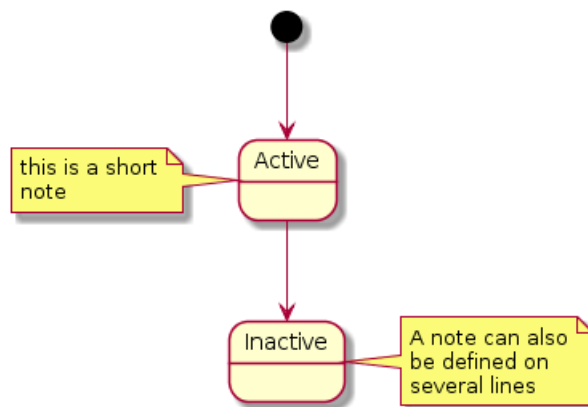 Active
this is a short
note
Inactive
A note can also
be defined on
several lines